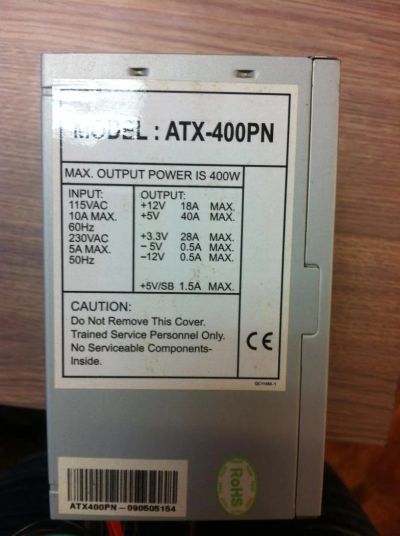 MODEL : ATX-400PN
MAX. OUTPUT POWER IS 400W
INPUT:
115VAC
10A MAX.
60Hz
230VAC
5A MAX.
50Hz
OUTPUT:
+12V 18A MAX.
+5V 40A MAX.
+3.3V 28A MAX.
– 5V 0.5A MAX.
–12V 0.5A MAX.
+5V/SB 1.5A MAX.
CAUTION:
Do Not Remove This Cover.
Trained Service Personnel Only.
No Serviceable Components-
Inside.
CE
RoHS
ATX400PN – 090505154